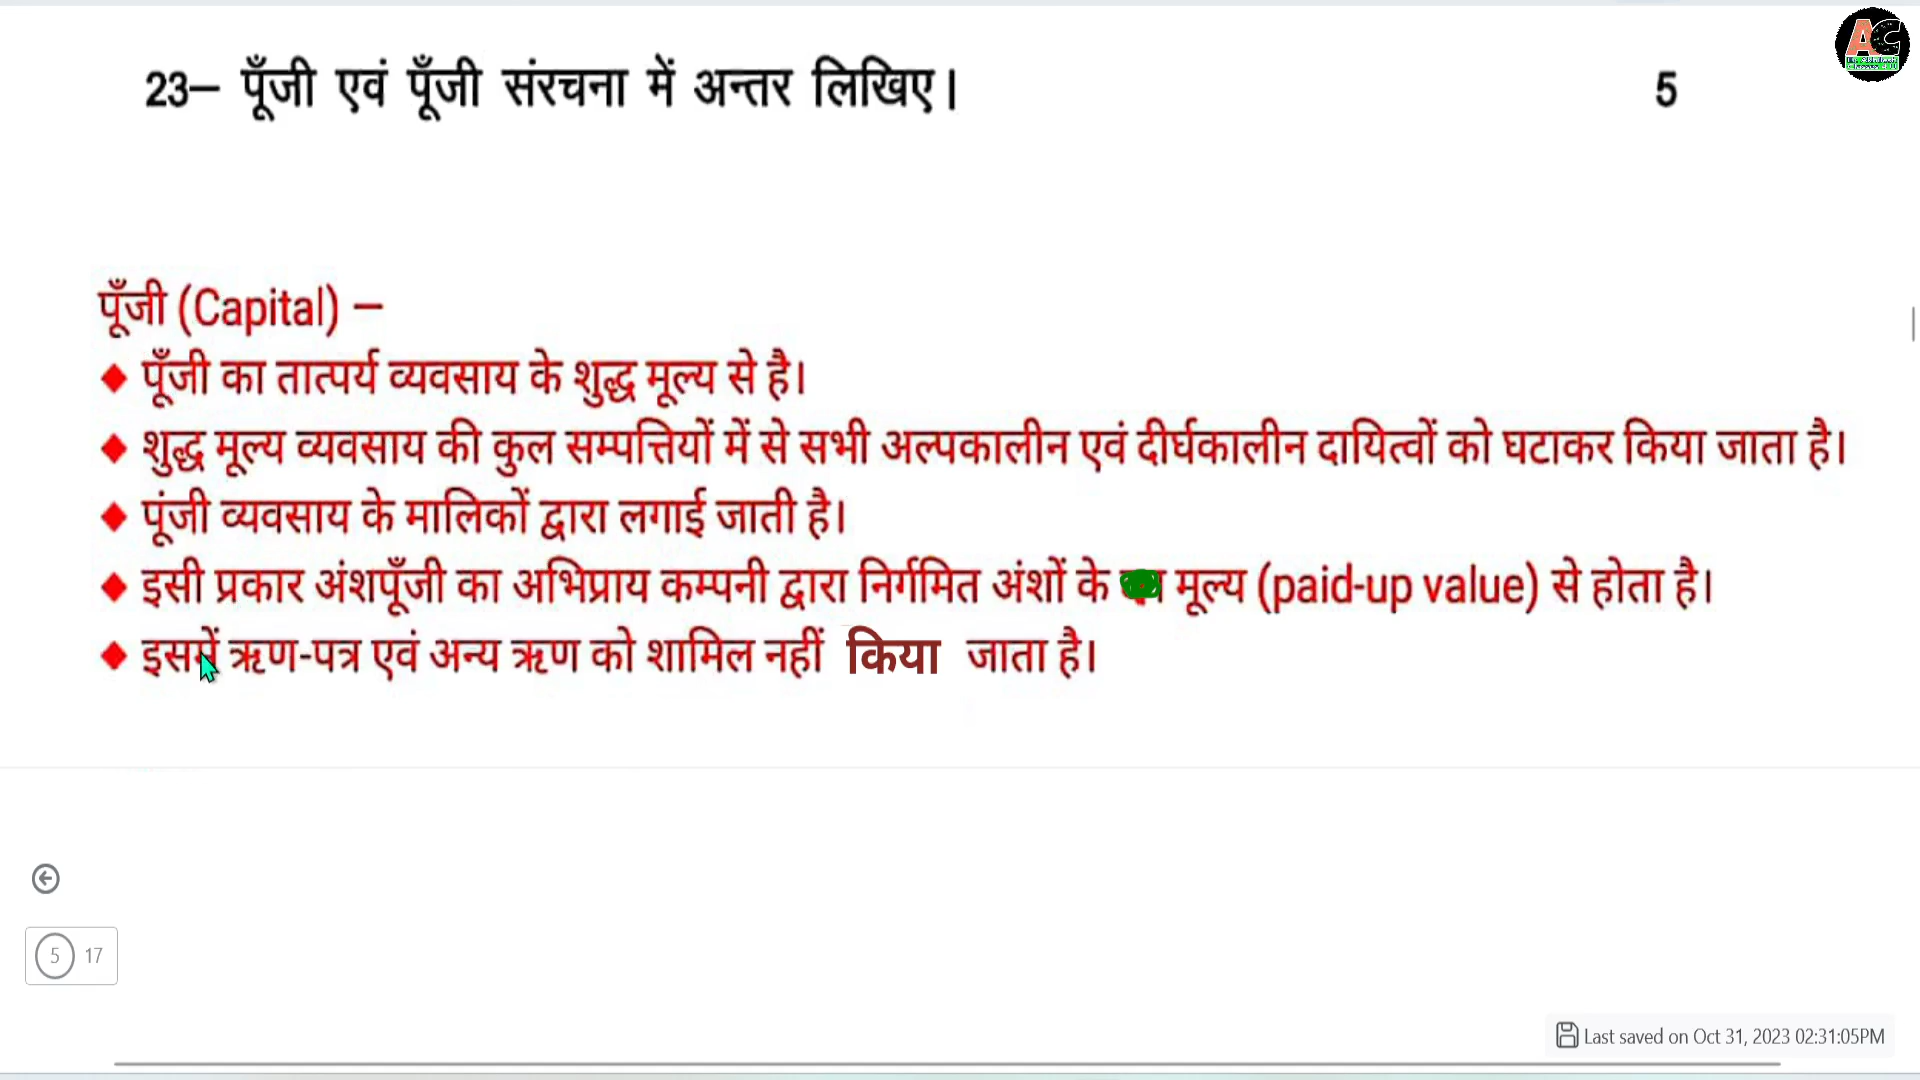 23– पूँजी एवं पूँजी संरचना में अन्तर लिखिए। 5
पूँजी (Capital) –
◆ पूँजी का तात्पर्य व्यवसाय के शुद्ध मूल्य से है।
◆ शुद्ध मूल्य व्यवसाय की कुल सम्पत्तियों में से सभी अल्पकालीन एवं दीर्घकालीन दायित्वों को घटाकर किया जाता है।
◆ पूंजी व्यवसाय के मालिकों द्वारा लगाई जाती है।
◆ इसी प्रकार अंशपूँजी का अभिप्राय कम्पनी द्वारा निर्गमित अंशों के मूल्य (paid-up value) से होता है।
◆ इसमें ऋण-पत्र एवं अन्य ऋण को शामिल नहीं किया जाता है।
5 17
Last saved on Oct 31, 2023 02:31:05PM
AC